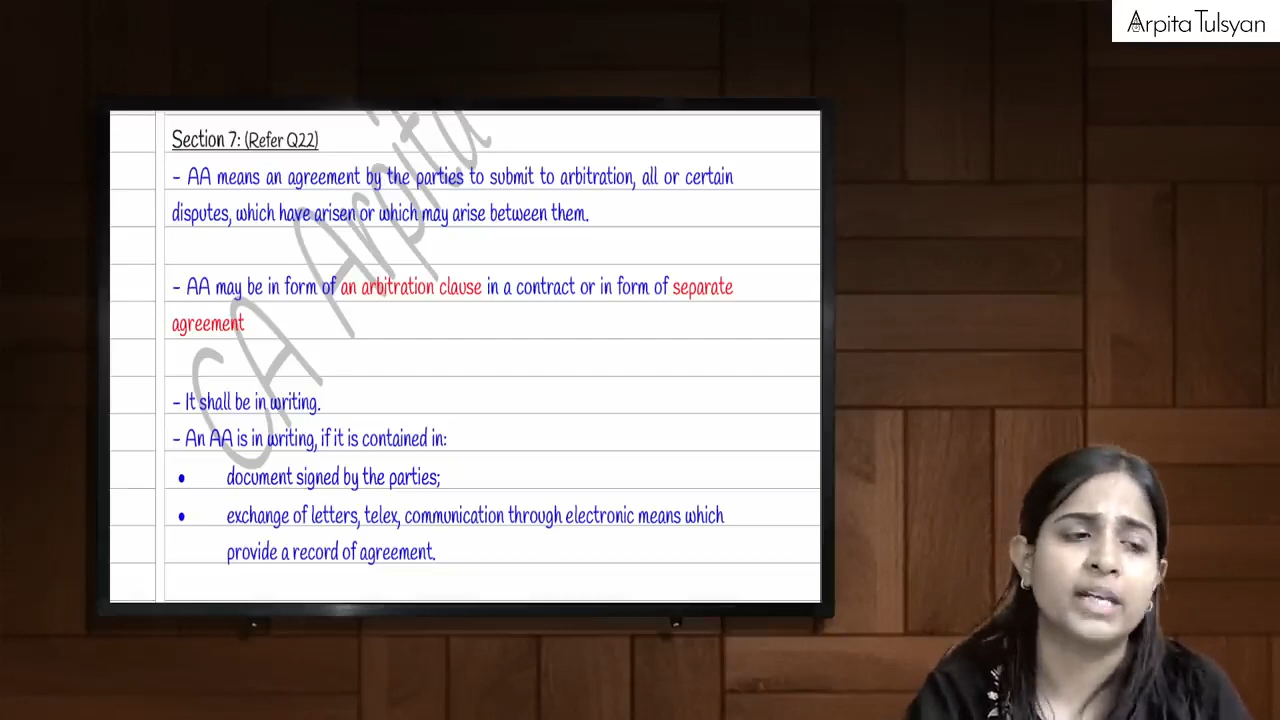 Arpita Tulsyan
Section 7: (Refer Q22)
- AA means an agreement by the parties to submit to arbitration, all or certain
disputes, which have arisen or which may arise between them.
- AA may be in form of an arbitration clause in a contract or in form of separate
agreement
- It shall be in writing.
- An AA is in writing, if it is contained in:
• document signed by the parties;
• exchange of letters, telex, communication through electronic means which
provide a record of agreement.
CA Arpita